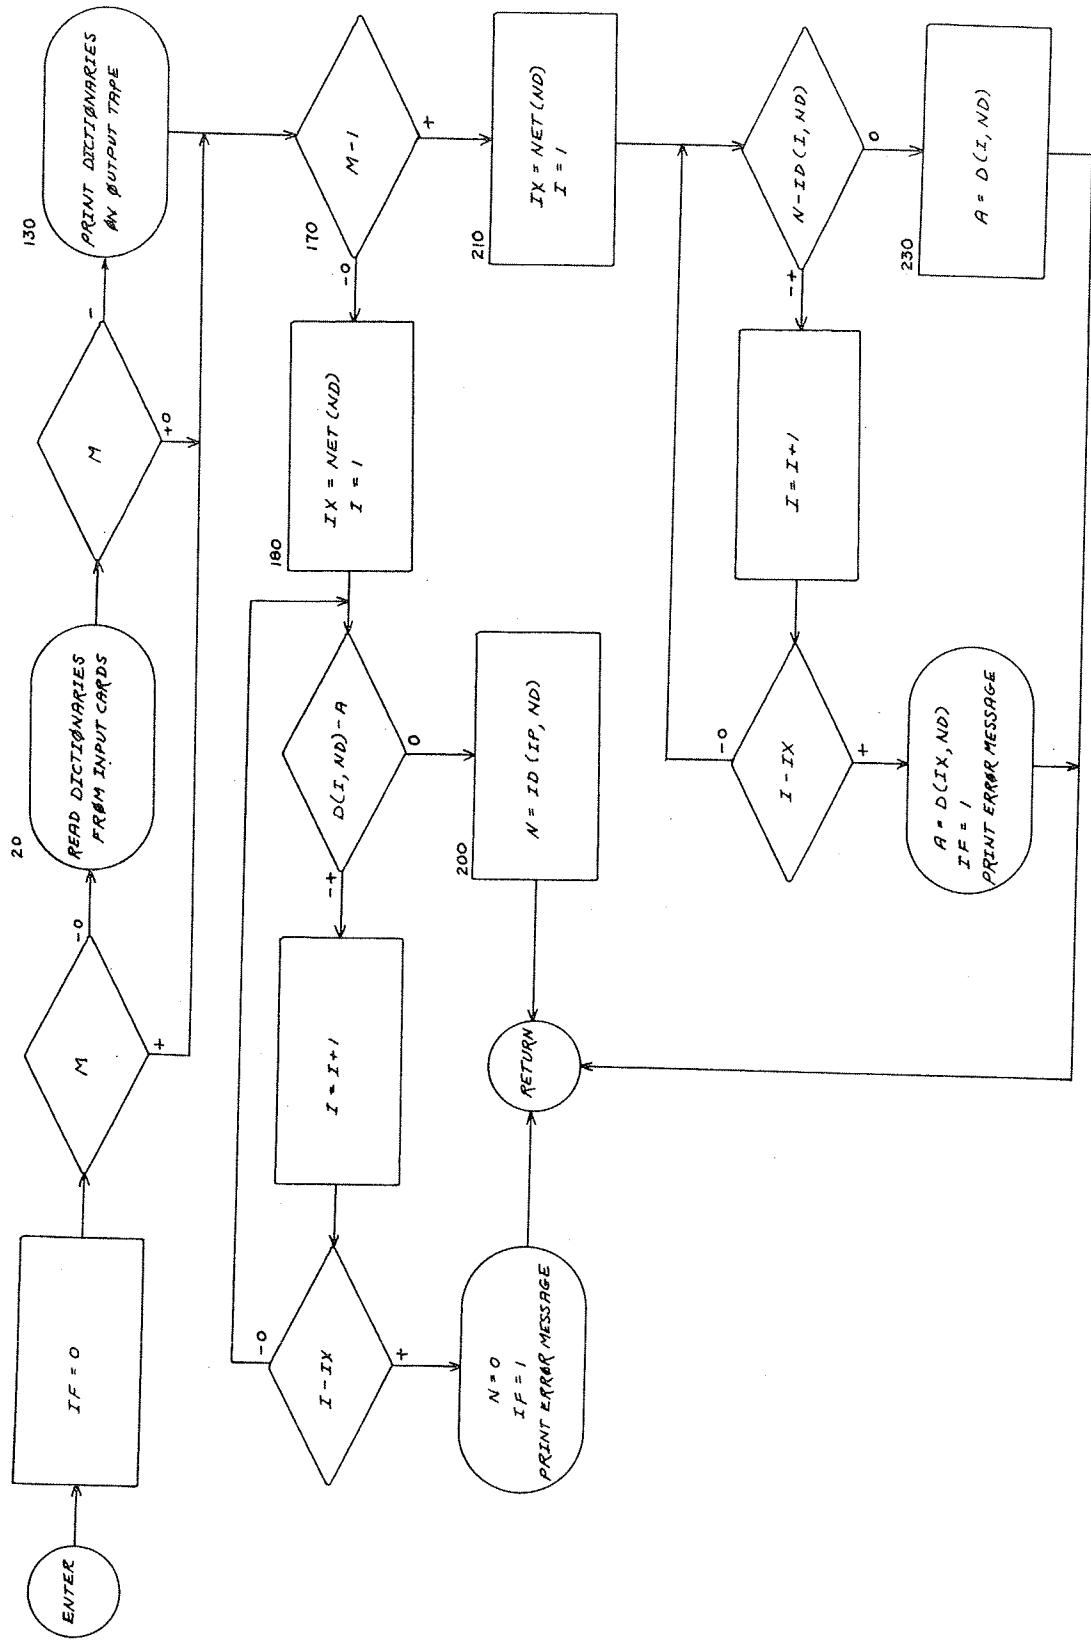 ENTER
IF = 0
M
-0
+
20
READ DICTIØNARIES
FRØM INPUT CARDS
M
-
+0
130
PRINT DICTIØNARIES
ØN ØUTPUT TAPE
170
M-1
-0
+
180
IX = NET (ND)
I = 1
D(I, ND) - A
-+
0
I = I+1
I - IX
-0
+
N = 0
IF = 1
PRINT ERRØR MESSAGE
200
N = ID (IP, ND)
RETURN
210
IX = NET (ND)
I = 1
N-ID (I, ND)
-+
0
I = I+1
I - IX
-0
+
A = D(IX, ND)
IF = 1
PRINT ERRØR MESSAGE
230
A = D(I, ND)